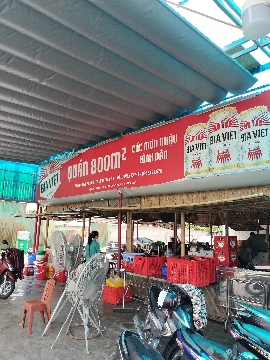 BIA VIỆT
QUÁN 800m²
CÁC MÓN NHẬU
BÌNH DÂN
BIA VIỆT
BIA VIỆT